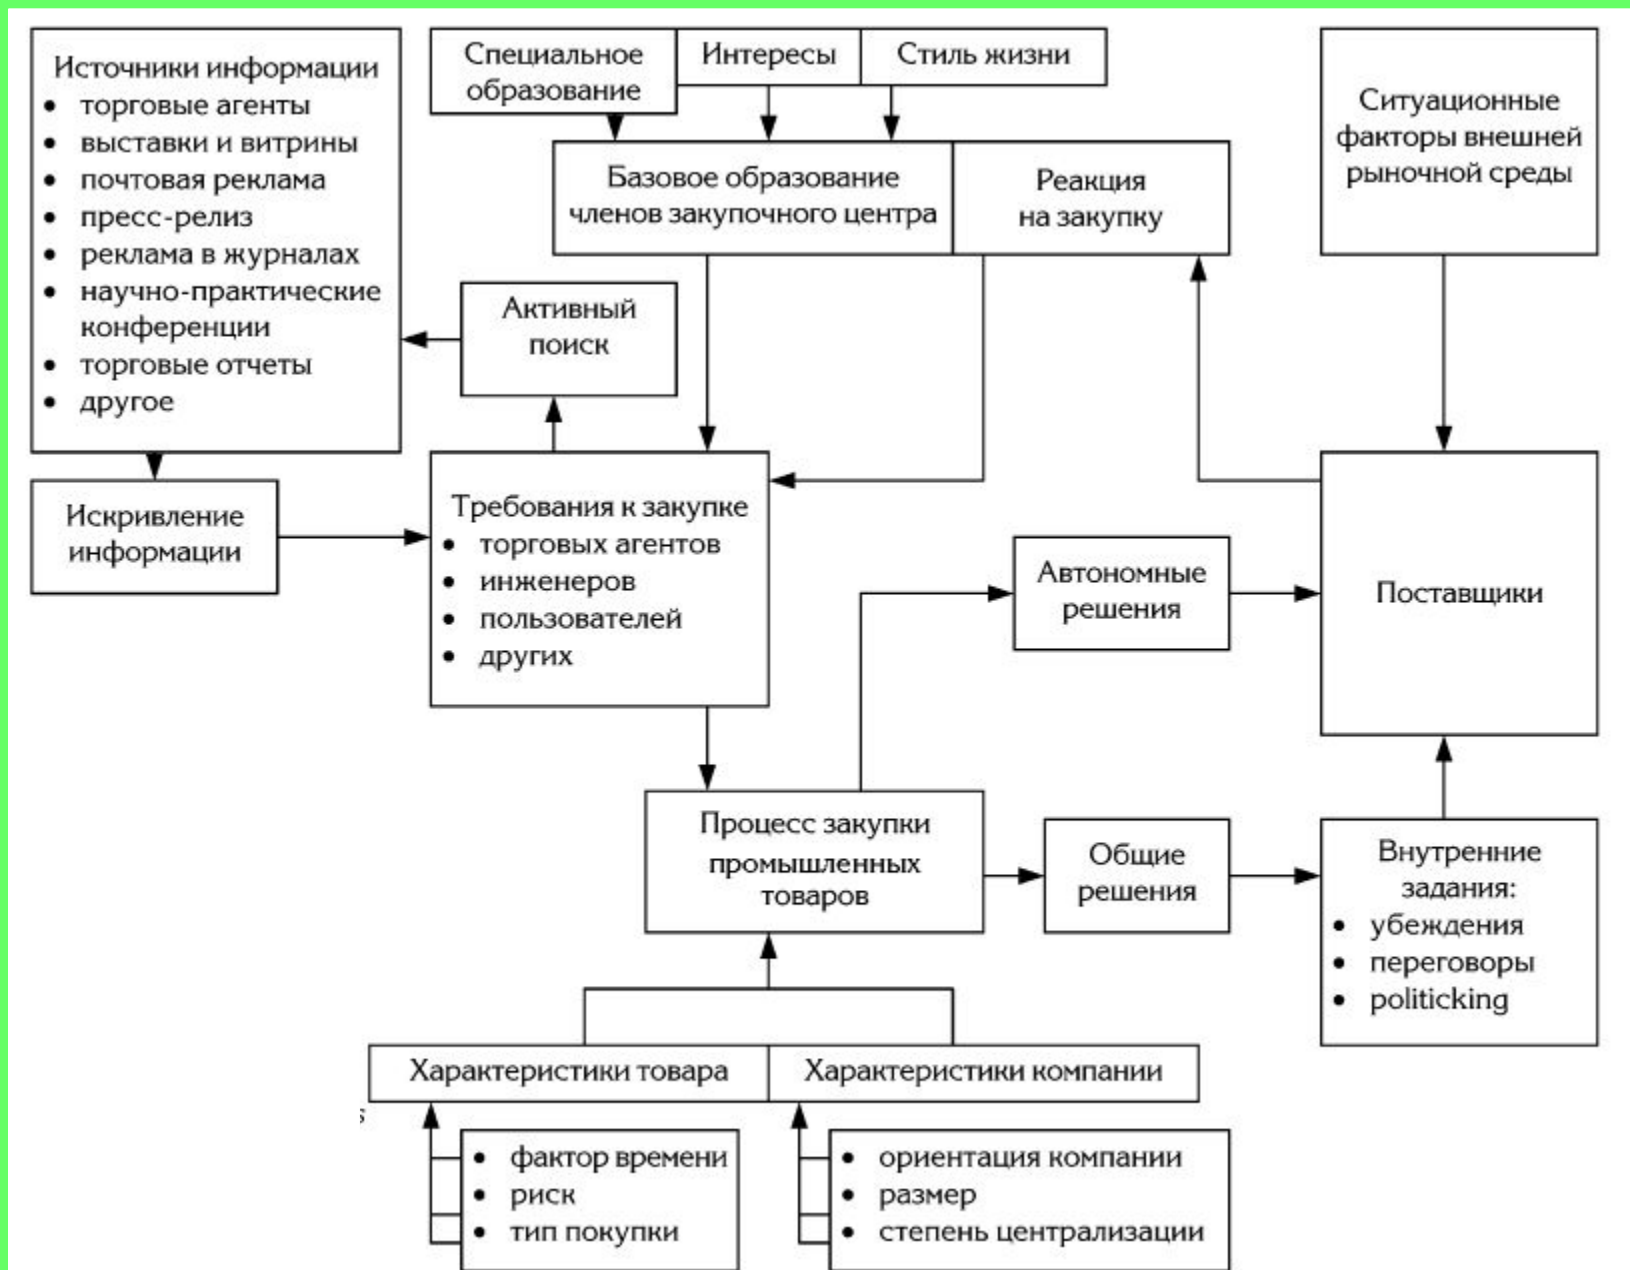 Источники информации
• торговые агенты
• выставки и витрины
• почтовая реклама
• пресс-релиз
• реклама в журналах
• научно-практические
конференции
• торговые отчеты
• другое
Специальное
образование
Интересы
Стиль жизни
Базовое образование
членов закупочного центра
Реакция
на закупку
Ситуационные
факторы внешней
рыночной среды
Активный
поиск
Искривление
информации
Требования к закупке
• торговых агентов
• инженеров
• пользователей
• других
Автономные
решения
Поставщики
Процесс закупки
промышленных
товаров
Общие
решения
Внутренние
задания:
• убеждения
• переговоры
• politicking
Характеристики товара
Характеристики компании
• фактор времени
• риск
• тип покупки
• ориентация компании
• размер
• степень централизации